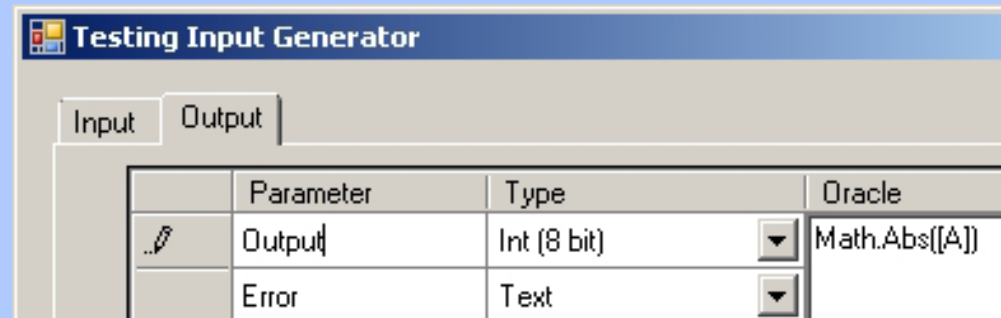 Testing Input Generator
Input Output
Parameter Type Oracle
Output Int (8 bit) Math.Abs([A])
Error Text